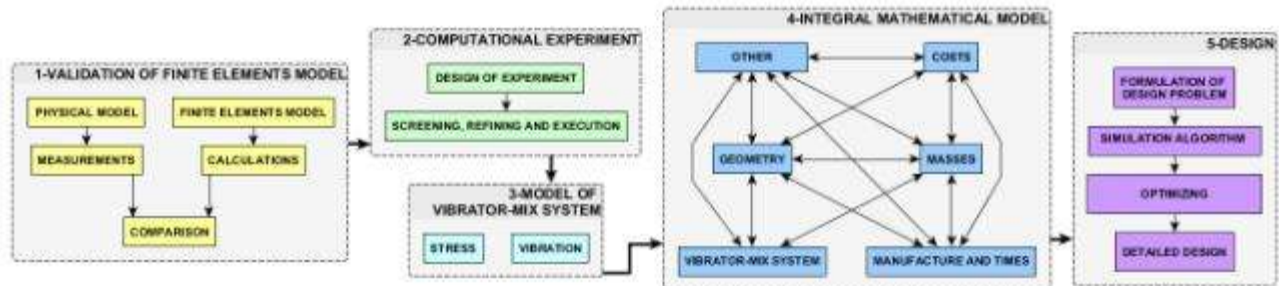 1-VALIDATION OF FINITE ELEMENTS MODEL
PHYSICAL MODEL
FINITE ELEMENTS MODEL
MEASUREMENTS
CALCULATIONS
COMPARISON
2-COMPUTATIONAL EXPERIMENT
DESIGN OF EXPERIMENT
SCREENING, REFINING AND EXECUTION
3-MODEL OF
VIBRATOR-MIX SYSTEM
STRESS
VIBRATION
4-INTEGRAL MATHEMATICAL MODEL
OTHER
COSTS
GEOMETRY
MASSES
VIBRATOR-MIX SYSTEM
MANUFACTURE AND TIMES
5-DESIGN
FORMULATION OF
DESIGN PROBLEM
SIMULATION ALGORITHM
OPTIMIZING
DETAILED DESIGN